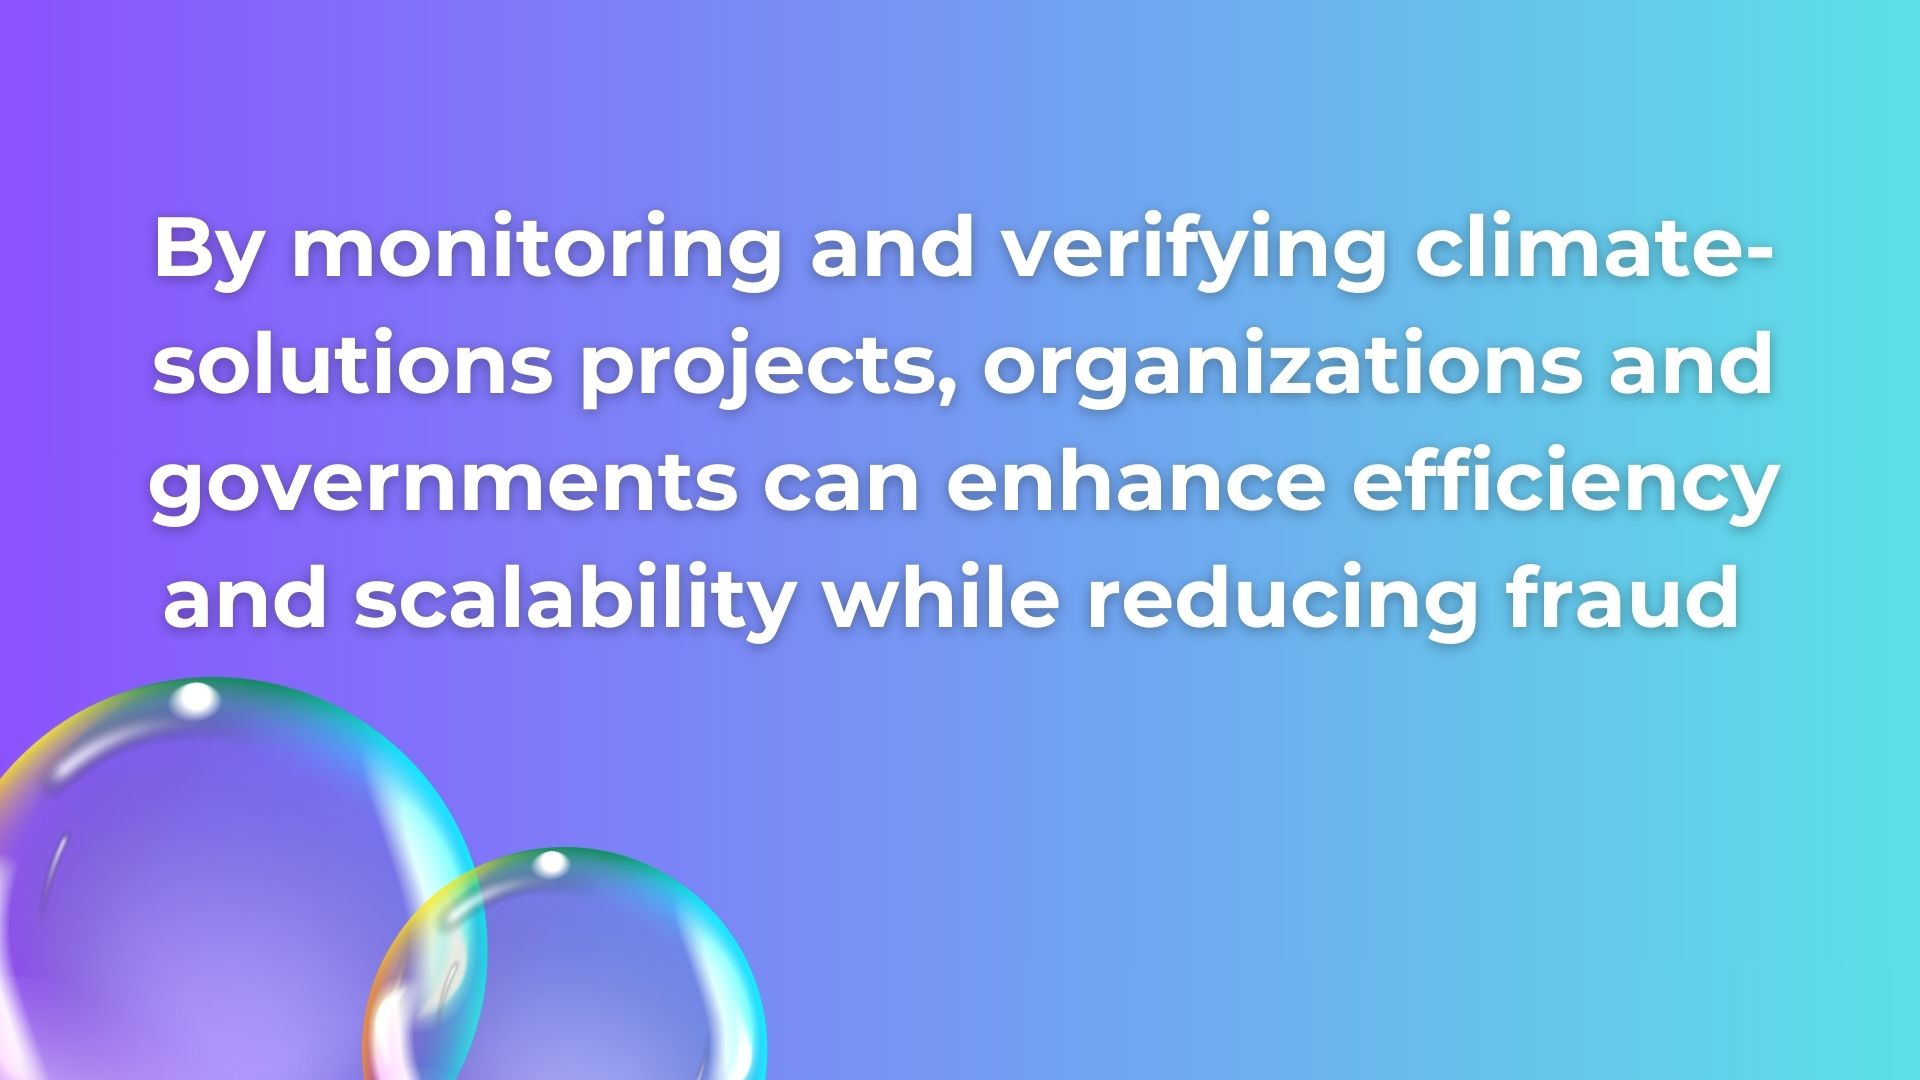 By monitoring and verifying climate-
solutions projects, organizations and
governments can enhance efficiency
and scalability while reducing fraud